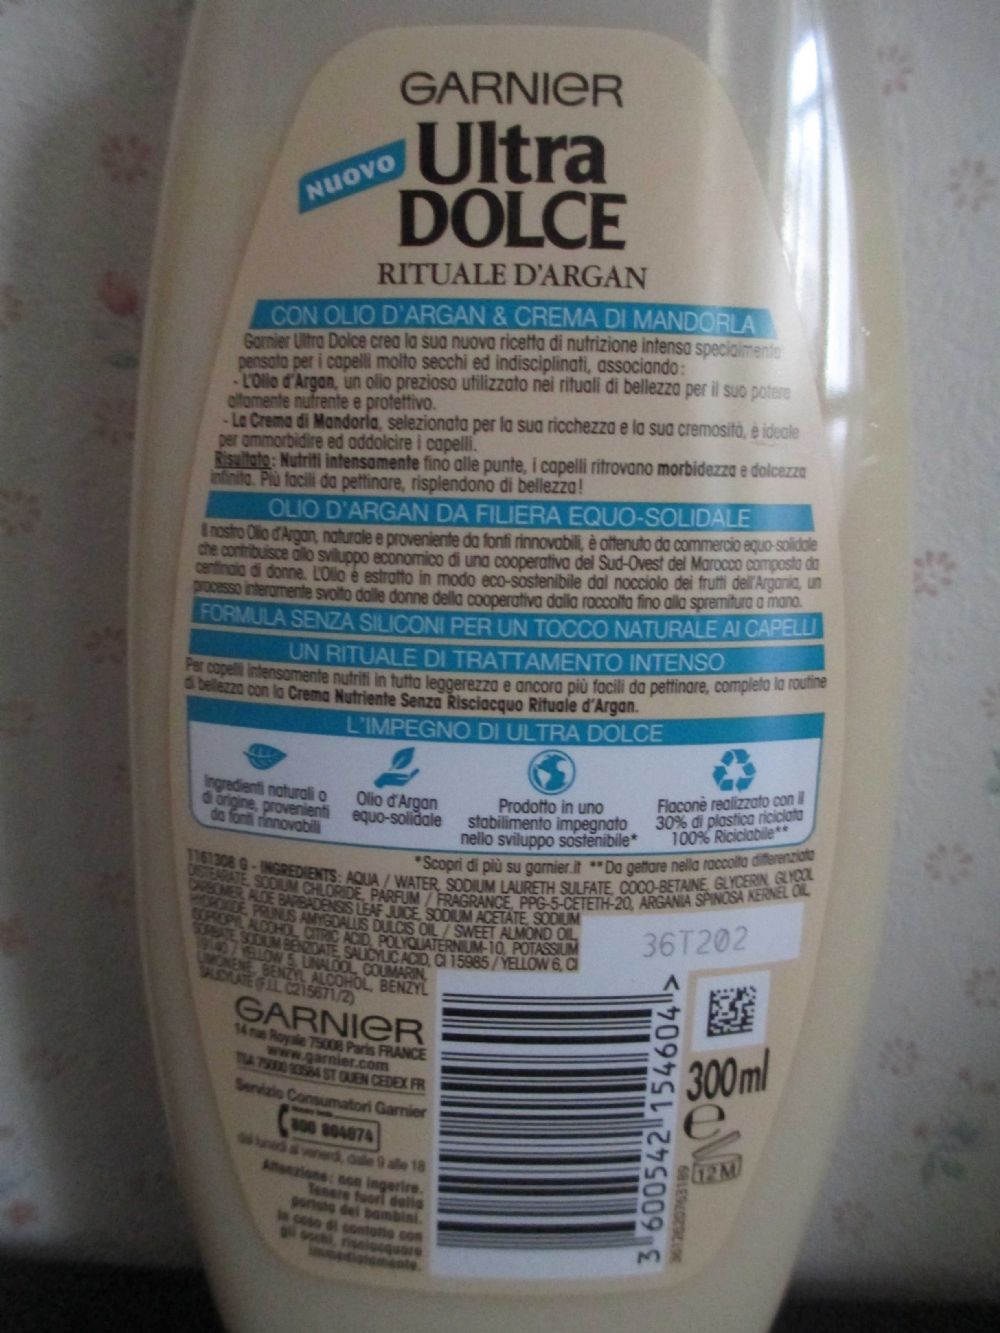 GARNIER
NUOVO
Ultra
DOLCE
RITUALE D'ARGAN
CON OLIO D'ARGAN & CREMA DI MANDORLA
Garnier Ultra Dolce crea la sua nuova ricetta di nutrizione intensa specialmente
pensata per i capelli molto secchi ed indisciplinati, associando:
- L'Olio d'Argan, un olio prezioso utilizzato nei rituali di bellezza per il suo potere
altamente nutrente e protettivo.
- La Crema di Mandorla, selezionata per la sua ricchezza e la sua cremosità, è ideale
per ammorbidire ed addolcire i capelli.
Risultato: Nutriti intensamente fino alle punte, i capelli ritrovano morbidezza e dolcezza
infinita. Più facili da pettinare, risplendono di bellezza!
OLIO D'ARGAN DA FILIERA EQUO-SOLIDALE
Il nostro Olio d'Argan, naturale e proveniente da fonti rinnovabili, è ottenuto da commercio equo-solidale
che contribuisce allo sviluppo economico di una cooperativa del Sud-Ovest del Marocco composta da
centinaia di donne. L'Olio è estratto in modo eco-sostenibile dal nocciolo dei frutti dell'Argania, un
processo interamente svolto dalle donne della cooperativa dalla raccolta fino alla spremitura a mano.
FORMULA SENZA SILICONI PER UN TOCCO NATURALE AI CAPELLI
UN RITUALE DI TRATTAMENTO INTENSO
Per capelli intensamente nutriti in tutta leggerezza e ancora più facili da pettinare, completa la routine
di bellezza con la Crema Nutriente Senza Risciacquo Rituale d'Argan.
L'IMPEGNO DI ULTRA DOLCE
Ingredienti naturali o
di origine, provenienti
da fonti rinnovabili
Olio d'Argan
equo-solidale
Prodotto in uno
stabilimento impegnato
nello sviluppo sostenibile*
Flacone realizzato con il
30% di plastica riciclata
100% Riciclabile**
*Scopri di più su garnier.it **Da gettare nella raccolta differenziata
1161308 G - INGREDIENTS: AQUA / WATER, SODIUM LAURETH SULFATE, COCO-BETAINE, GLYCERIN, GLYCOL
DISTEARATE, SODIUM CHLORIDE, PARFUM / FRAGRANCE, PPG-5-CETETH-20, ARGANIA SPINOSA KERNEL OIL,
CARBOMER, ALOE BARBADENSIS LEAF JUICE, SODIUM ACETATE, SODIUM
HYDROXIDE, PRUNUS AMYGDALUS DULCIS OIL / SWEET ALMOND OIL,
ISOPROPYL ALCOHOL, CITRIC ACID, POLYQUATERNIUM-10, POTASSIUM
SORBATE, SODIUM BENZOATE, SALICYLIC ACID, CI 15985 / YELLOW 6, CI
19140 / YELLOW 5, LINALOOL, COUMARIN,
LIMONENE, BENZYL ALCOHOL, BENZYL
SALICYLATE (F.I.L. C215671/2)
36T202
GARNIER
14 rue Royale 75008 Paris FRANCE
www.garnier.com
TSA 75000 93584 ST OUEN CEDEX FR
Servizio Consumatori Garnier
800 804074
dal lunedì al venerdì, dalle 9 alle 18
Attenzione: non ingerire.
Tenere fuori dalla
portata dei bambini.
In caso di contatto con
gli occhi, risciacquare
immediatamente.
3 600542 154604 >
300 ml
e
12 M